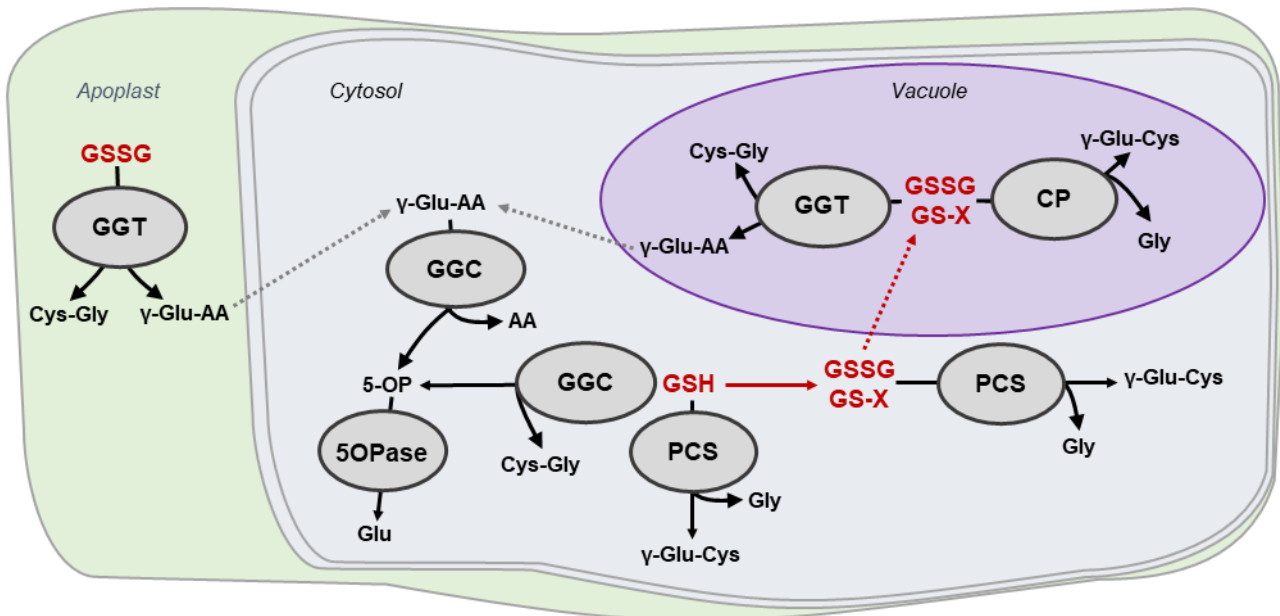 Apoplast
Cytosol
Vacuole
GSSG
GGT
Cys-Gly
γ-Glu-AA
γ-Glu-AA
GGC
AA
5-OP
5OPase
Glu
GGC
Cys-Gly
GSH
PCS
Gly
γ-Glu-Cys
GSSG
GS-X
PCS
γ-Glu-Cys
Gly
Cys-Gly
γ-Glu-AA
GGT
GSSG
GS-X
CP
γ-Glu-Cys
Gly